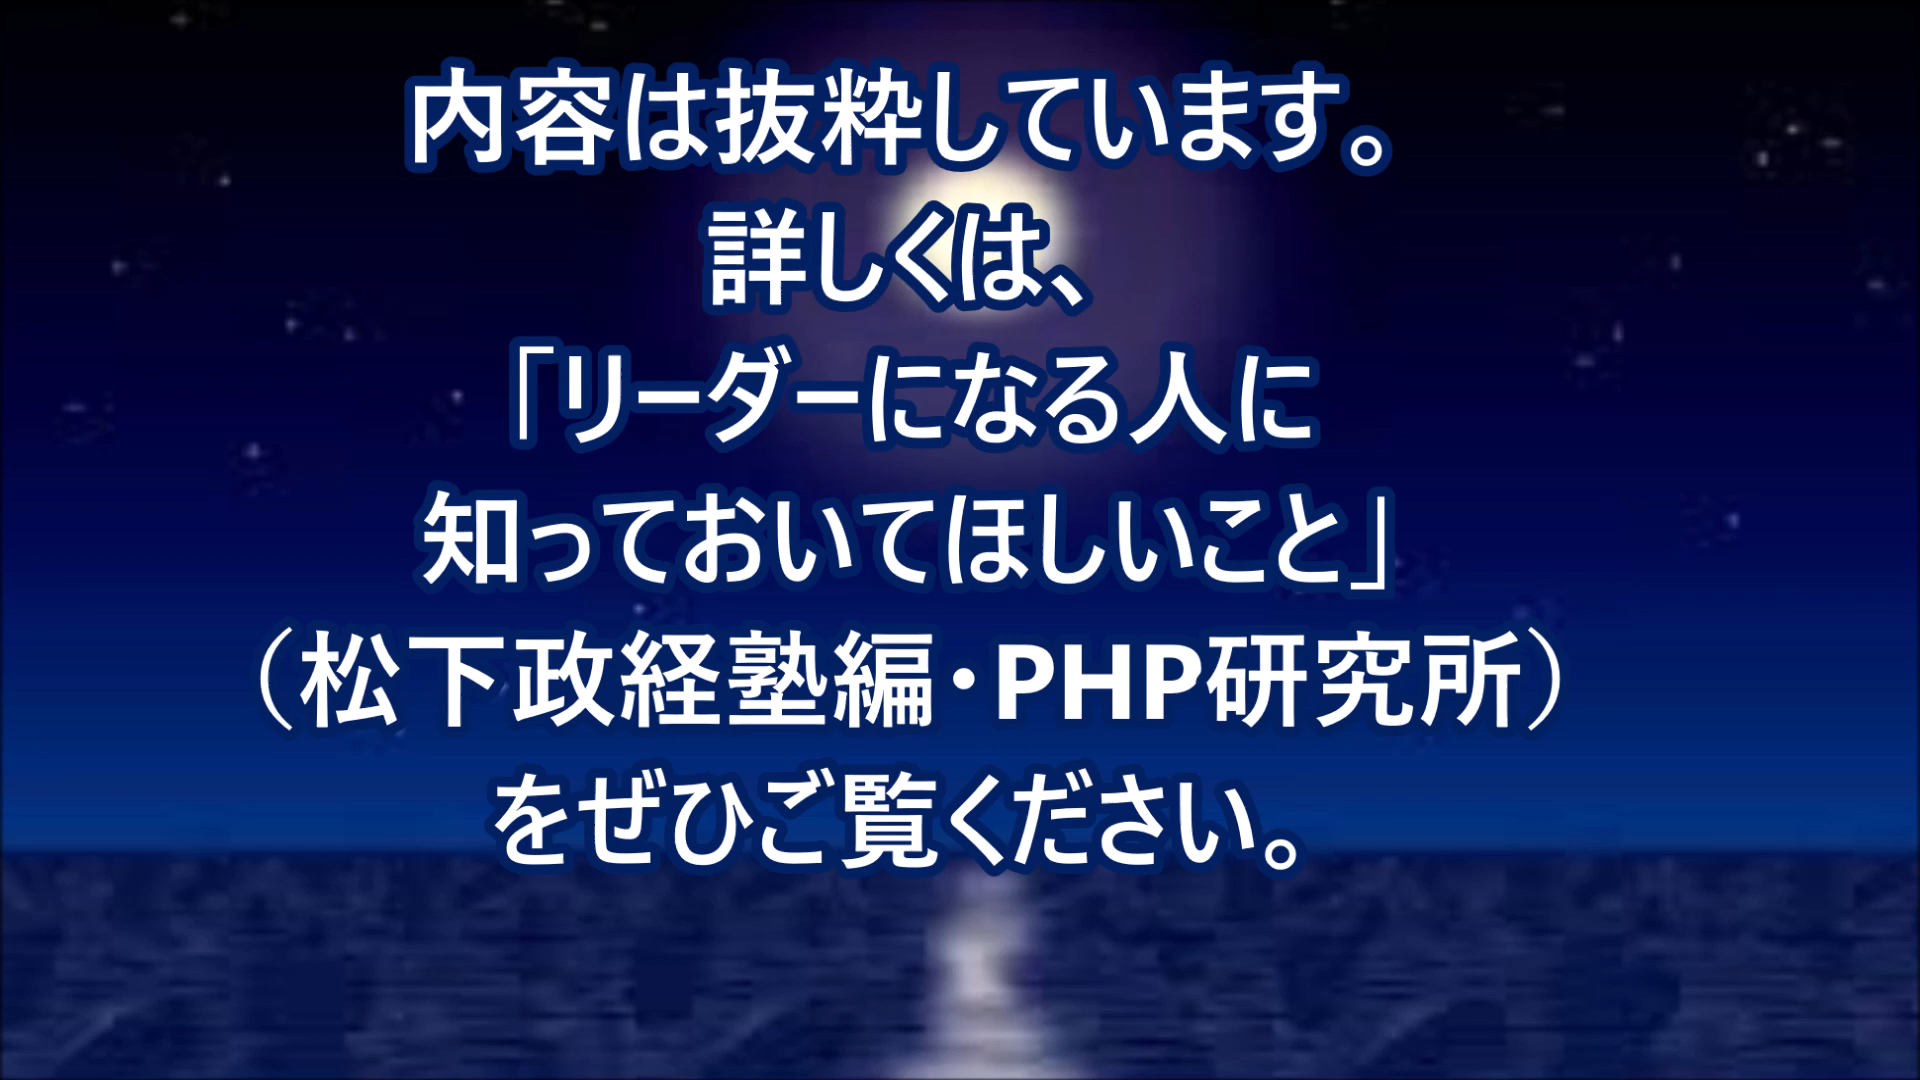 内容は抜粋しています。
詳しくは、
「リーダーになる人に
知っておいてほしいこと」
（松下政経塾編・PHP研究所）
をぜひご覧ください。